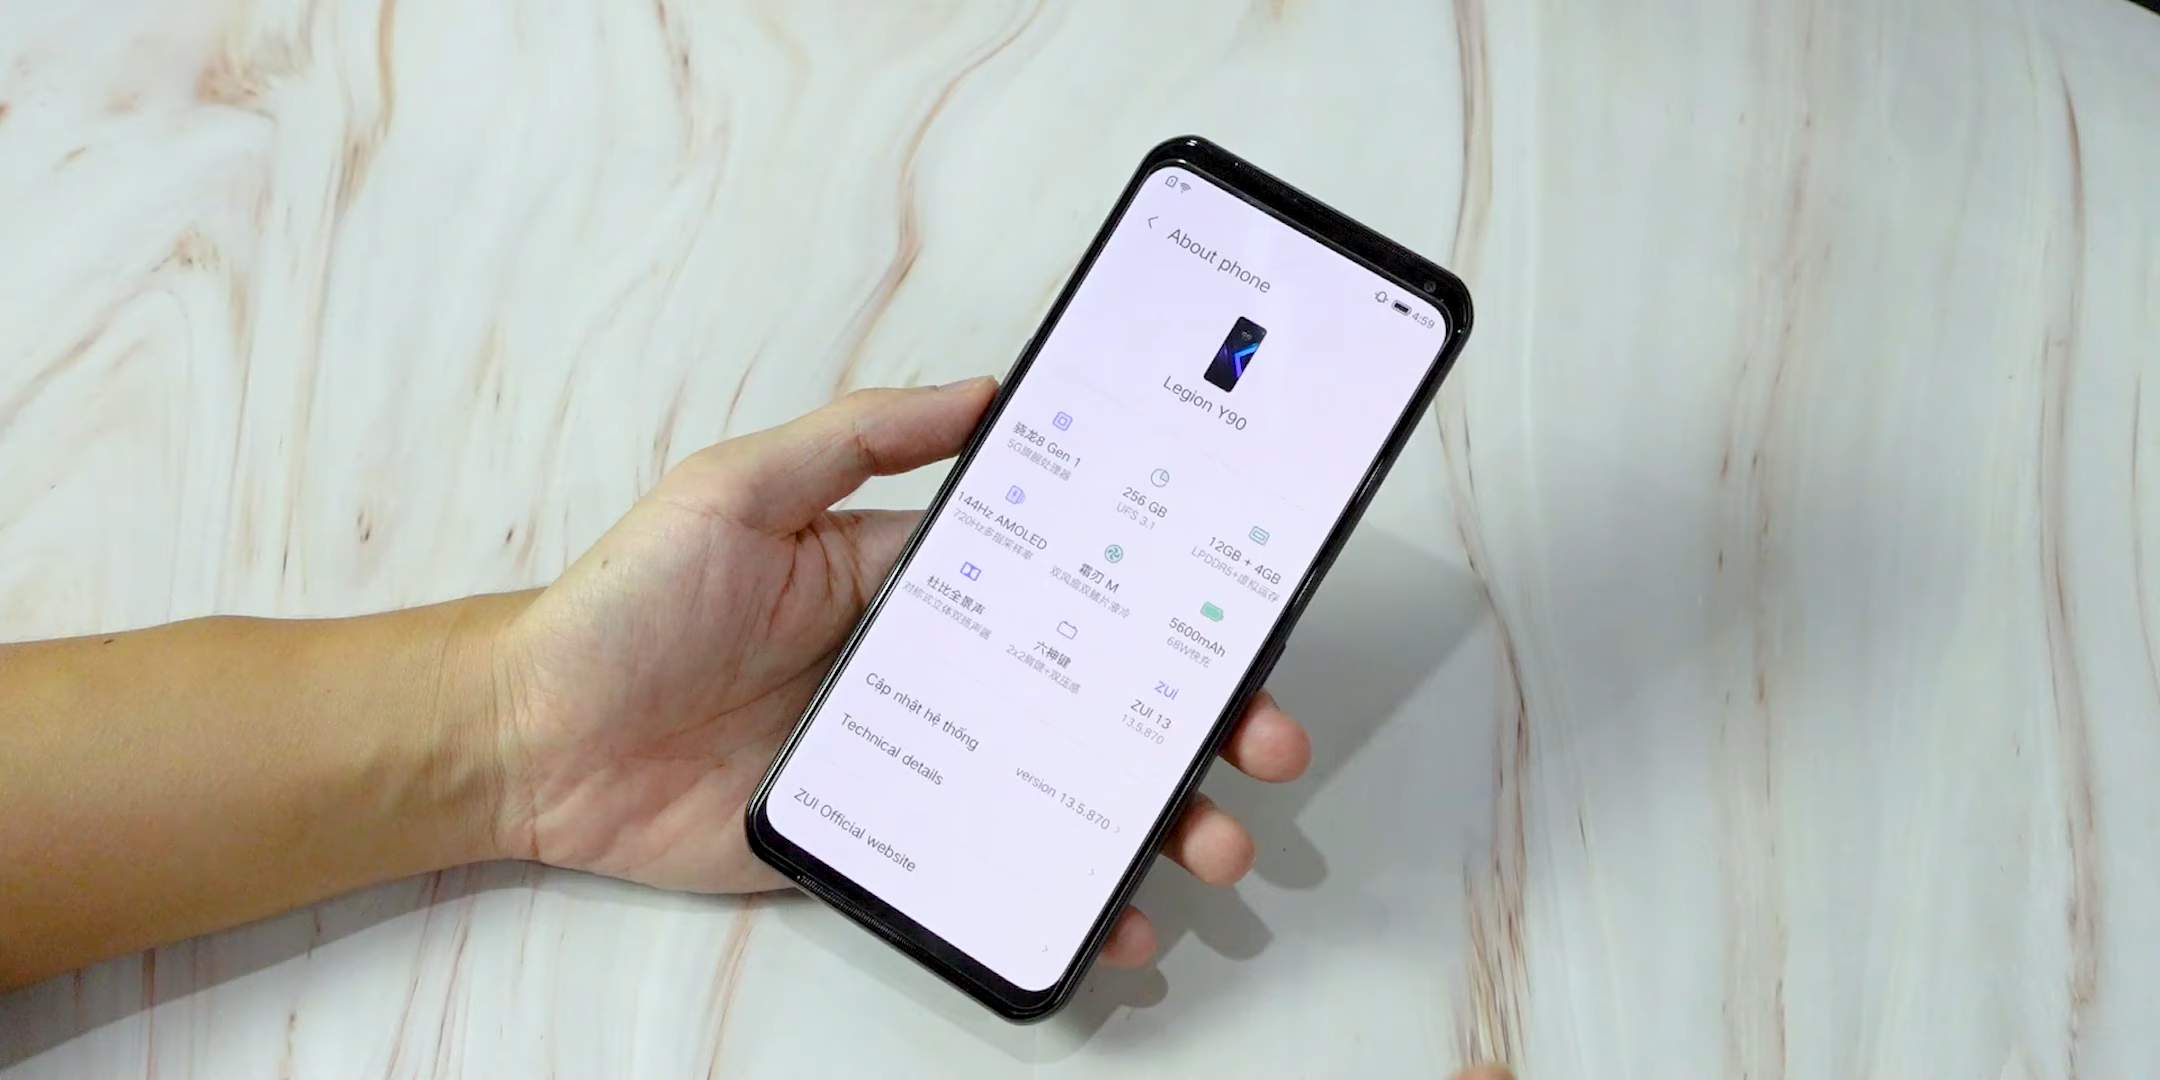 4:59
About phone
Legion Y90
骁龙8 Gen 1
5G旗舰处理器
256 GB
UFS 3.1
12GB + 4GB
LPDDR5+虚拟运存
144Hz AMOLED
720Hz多指采样率
霜刃 M
双风扇双鳍片液冷
5600mAh
68W快充
杜比全景声
对称式立体双扬声器
六神键
2x2肩键+双压感
ZUI
ZUI 13
13.5.870
Cập nhật hệ thống
version 13.5.870
Technical details
ZUI Official website